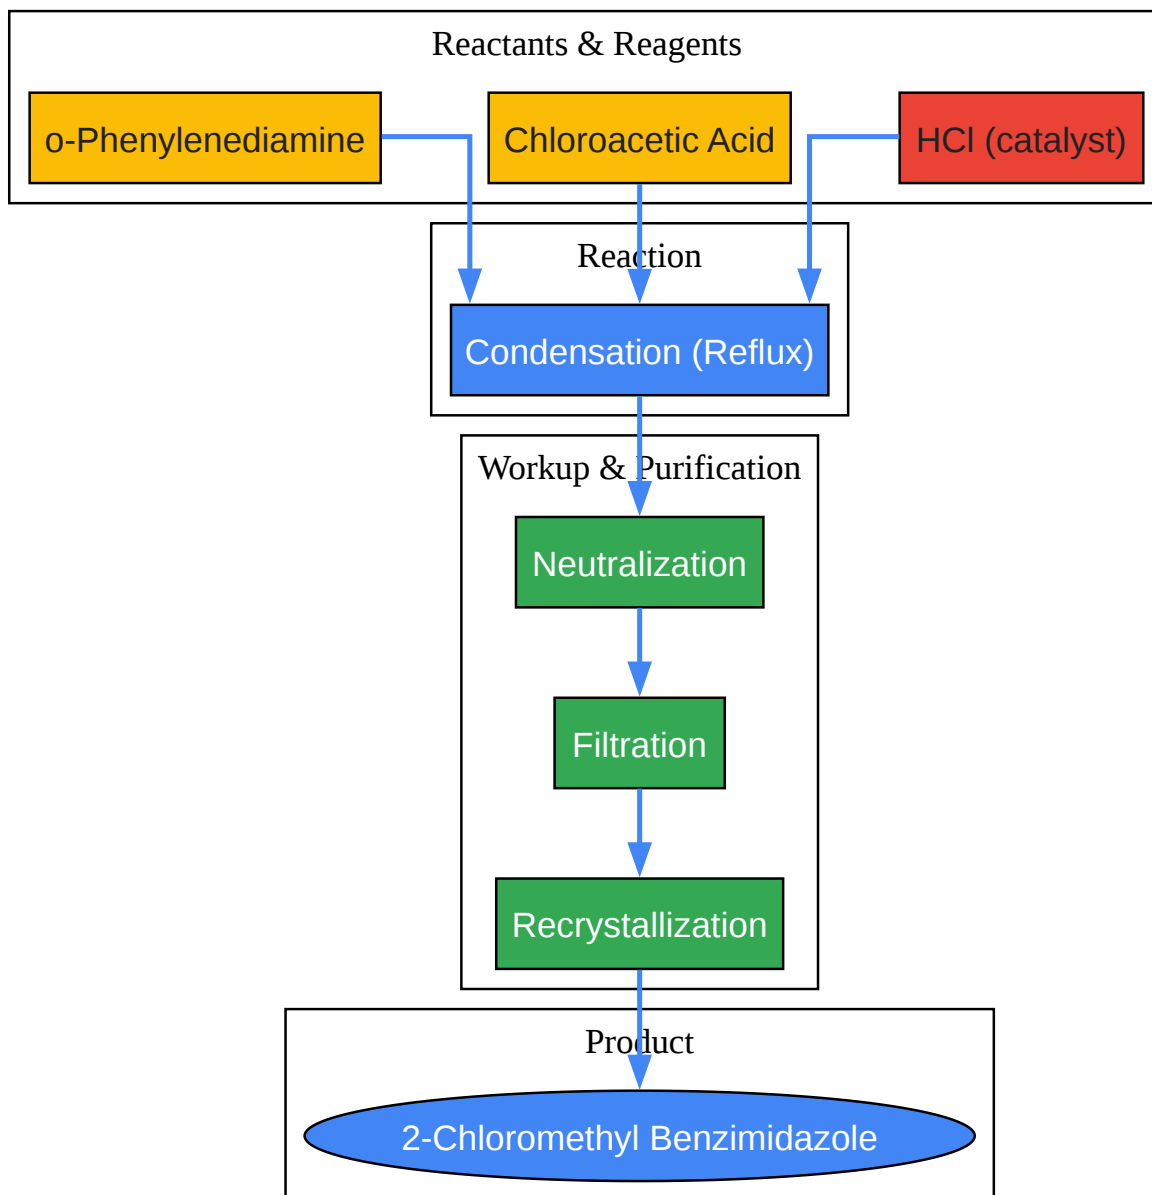 Reactants & Reagents
o-Phenylenediamine
Chloroacetic Acid
HCl (catalyst)
Reaction
Condensation (Reflux)
Workup & Purification
Neutralization
Filtration
Recrystallization
Product
2-Chloromethyl Benzimidazole